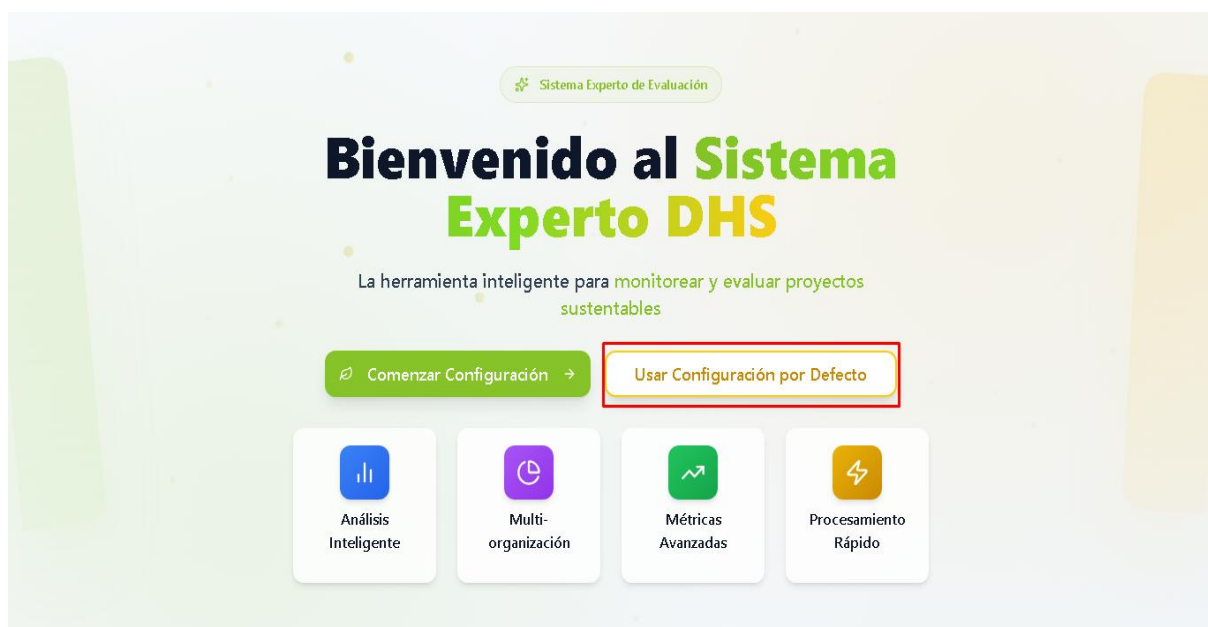 Sistema Experto de Evaluación
Bienvenido al Sistema
Experto DHS
La herramienta inteligente para monitorear y evaluar proyectos
sustentables
Comenzar Configuración →
Usar Configuración por Defecto
Análisis
Inteligente
Multi-
organización
Métricas
Avanzadas
Procesamiento
Rápido